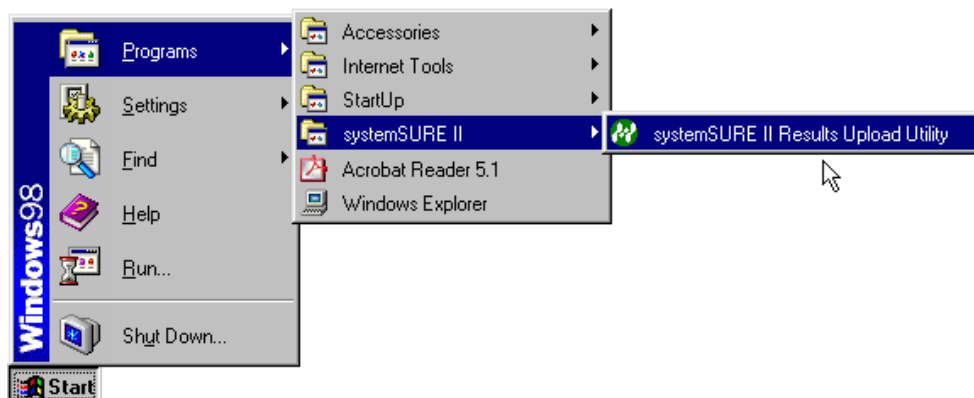 Programs
Settings
Find
Help
Run...
Shut Down...
Windows98
Start
Accessories
Internet Tools
StartUp
systemSURE II
Acrobat Reader 5.1
Windows Explorer
systemSURE II Results Upload Utility